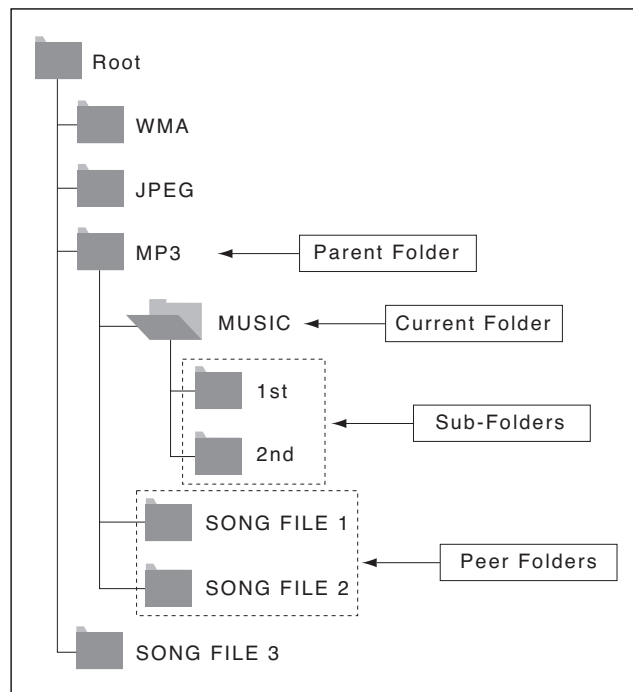 Root
WMA
JPEG
MP3
Parent Folder
MUSIC
Current Folder
1st
Sub-Folders
2nd
SONG FILE 1
Peer Folders
SONG FILE 2
SONG FILE 3